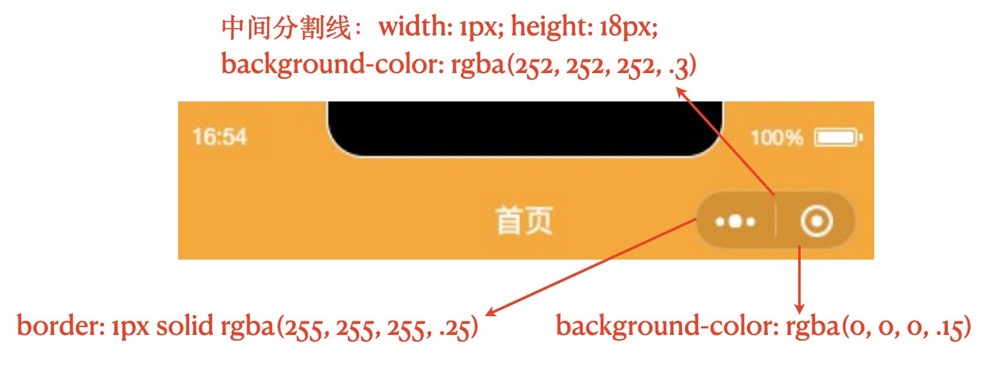 中间分割线：width: 1px; height: 18px;
background-color: rgba(252, 252, 252, .3)
16:54
100%
首页
border: 1px solid rgba(255, 255, 255, .25)
background-color: rgba(0, 0, 0, .15)